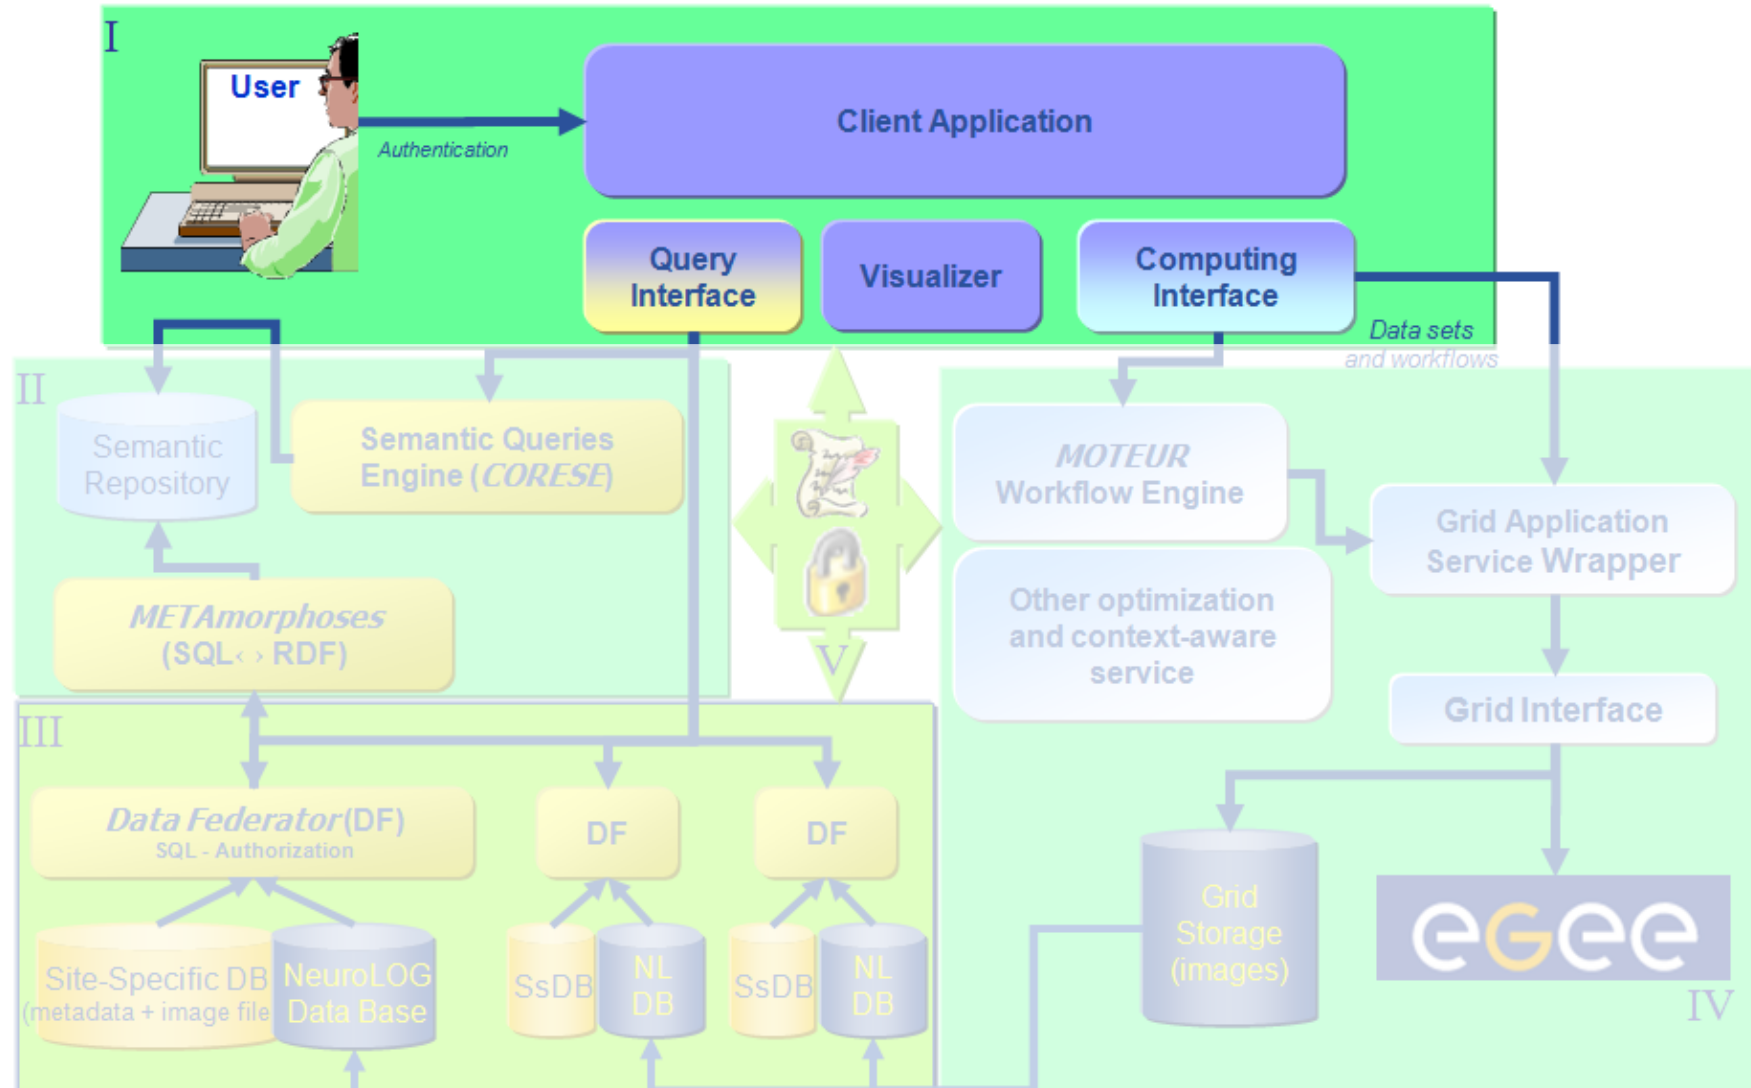 I
User
Authentication
Client Application
Query
Interface
Visualizer
Computing
Interface
Data sets
and workflows
II
Semantic
Repository
Semantic Queries
Engine (CORESE)
METAmorphoses
(SQL‹ › RDF)
V
MOTEUR
Workflow Engine
Other optimization
and context-aware
service
Grid Application
Service Wrapper
Grid Interface
III
Data Federator (DF)
SQL - Authorization
DF
DF
Site-Specific DB
(metadata + image file
NeuroLOG
Data Base
SsDB
NL
DB
SsDB
NL
DB
Grid
Storage
(images)
eGee
IV